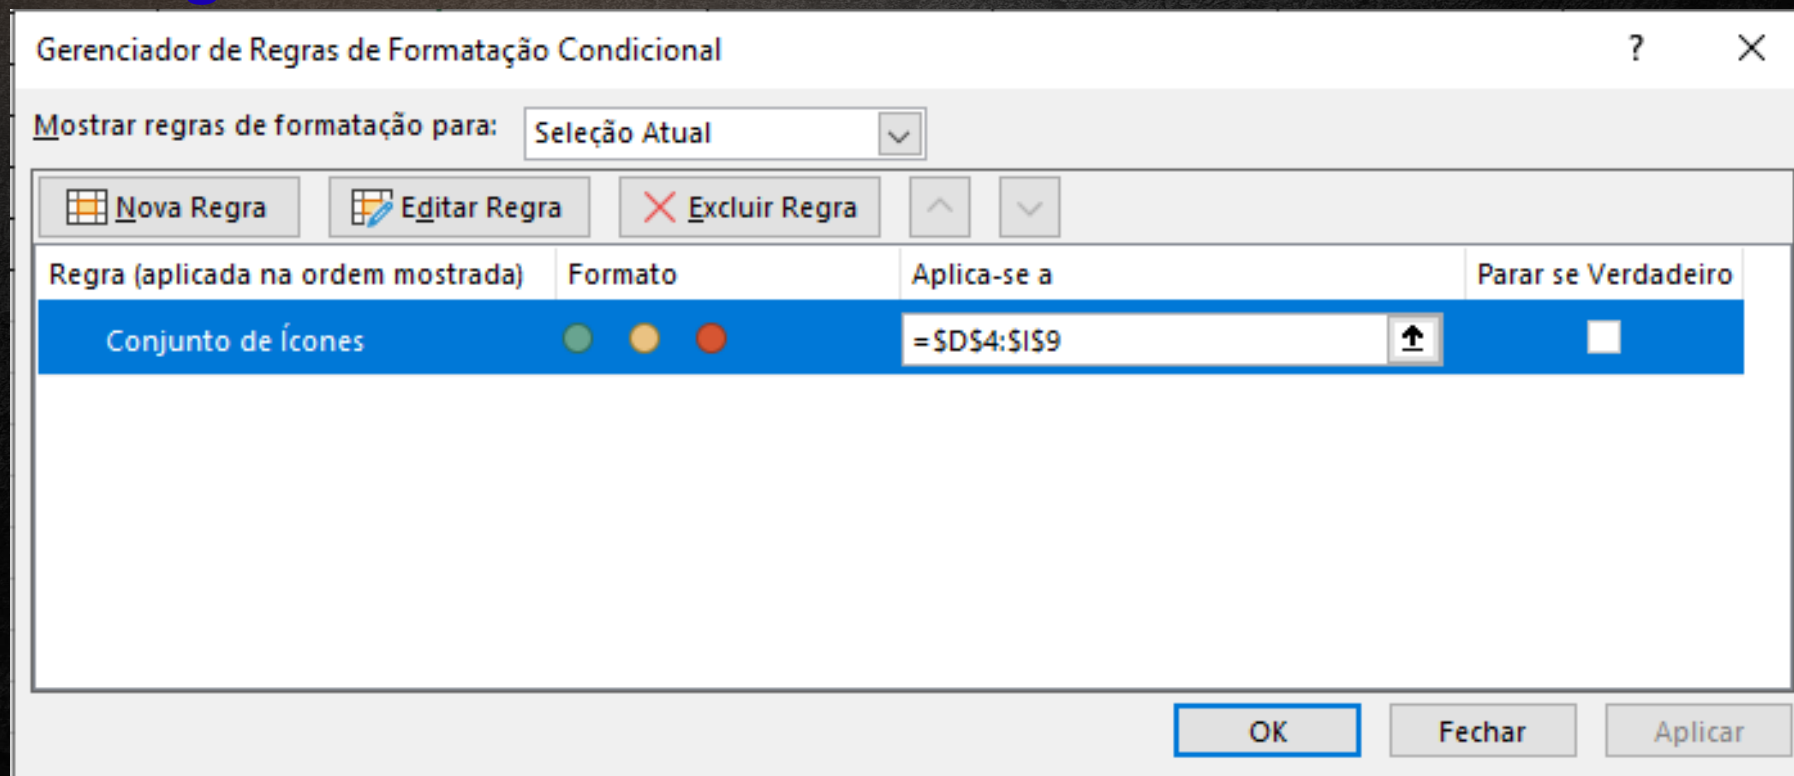 Gerenciador de Regras de Formatação Condicional
?
Mostrar regras de formatação para: Seleção Atual
Nova Regra Editar Regra Excluir Regra
Regra (aplicada na ordem mostrada) Formato Aplica-se a Parar se Verdadeiro
Conjunto de Ícones =$D$4:$I$9
OK Fechar Aplicar